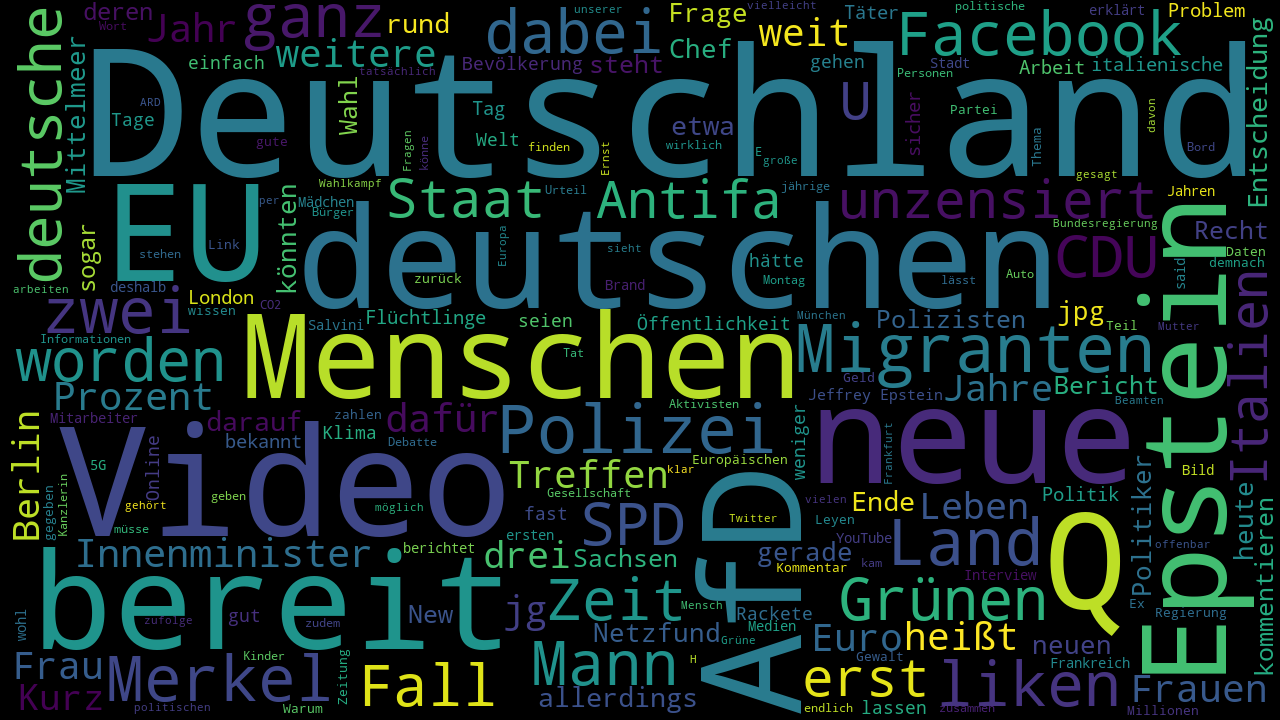 deutsche
deren
Wort
Jahr
ganz
rund
dabei
unserer
Frage
vielleicht
weit
Täter
politische
Facebook
erklärt
Problem
einfach
weitere
tatsächlich
Bevölkerung
steht
Chef
gehen
Stadt
Personen
Arbeit
italienische
Entscheidung
Mittelmeer
Deutschland
ARD
Tage
gute
Wahl
Fragen
könne
Tag
Welt
finden
Ernst
etwa
wirklich
E
große
U
sicher
Partei
Thema
davon
Bord
gesagt
EU
stehen
Link
per
könnten
Wahlkampf
Mädchen
Bürger
Staat
Urteil
Antifa
jährige
unzensiert
Jahren
Bundesregierung
Recht
Daten
demnach
sogar
deutschen
Europa
sieht
zurück
Brand
hätte
Montag
lässt
Auto
CDU
said
Epstein
arbeiten
deshalb
zwei
London
wissen
CO2
Salvini
Flüchtlinge
seien
Öffentlichkeit
München
Polizisten
jpg
Teil
Mutter
Italien
Informationen
worden
Menschen
Tat
Migranten
Prozent
Geld
Jeffrey Epstein
Jahre
Bericht
Beamten
Berlin
Mitarbeiter
darauf
zahlen
dafür
Polizei
Aktivisten
weniger
neue
Frankfurt
Video
Online
bekannt
Klima
Debatte
5G
Treffen
klar
Europäischen
Bild
gegeben
Kanzlerin
gehört
geben
möglich
müsse
Gesellschaft
fast
ersten
SPD
AfD
Twitter
vielen
Ende
Leyen
YouTube
Leben
Land
Politik
Q
Politiker
heute
offenbar
kommentieren
Innenminister
berichtet
drei
Sachsen
gerade
Kommentar
kam
Interview
bereit
wohl
zufolge
gut
zudem
New
jg
Zeit
Mensch
Netzfund
Rackete
Medien
Grüne
Grünen
Ex
Regierung
Frau
Merkel
Kinder
Zeitung
Fall
Mann
H
Euro
Gewalt
heißt
neuen
Frankreich
Kurz
politischen
Warum
allerdings
erst
endlich
lassen
liken
zusammen
Frauen
Millionen